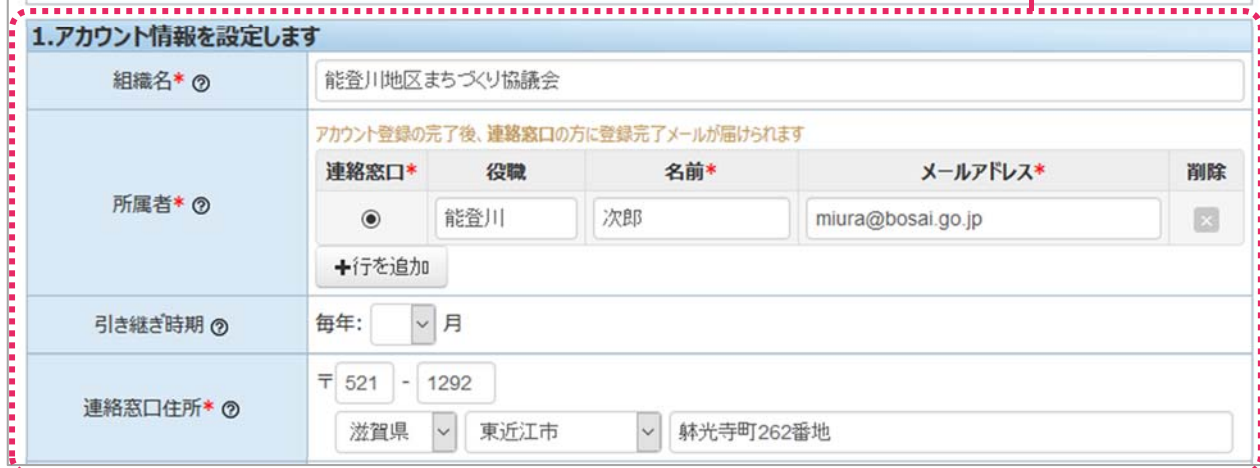 1.アカウント情報を設定します
組織名* ?
能登川地区まちづくり協議会
所属者* ?
アカウント登録の完了後、連絡窓口の方に登録完了メールが届けられます
連絡窓口* 役職 名前* メールアドレス* 削除
能登川 次郎 miura@bosai.go.jp ×
+行を追加
引き継ぎ時期 ?
毎年: 月
連絡窓口住所* ?
〒 521 - 1292
滋賀県 東近江市 躰光寺町262番地